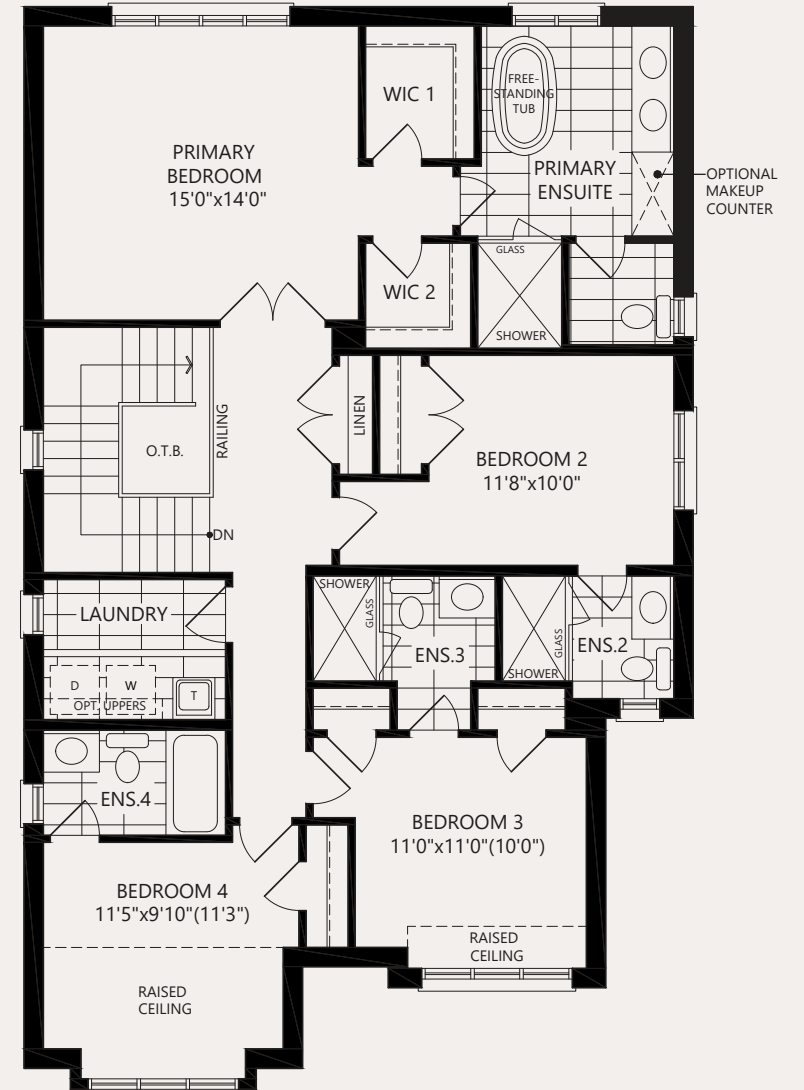 WIC 1
FREE-
STANDING
TUB
PRIMARY
BEDROOM
15'0"x14'0"
PRIMARY
ENSUITE
OPTIONAL
MAKEUP
COUNTER
GLASS
WIC 2
SHOWER
RAILING
LINEN
O.T.B.
BEDROOM 2
11'8"x10'0"
DN
LAUNDRY
SHOWER
GLASS
ENS.3
GLASS
ENS.2
SHOWER
D
W
T
OPT. UPPERS
ENS.4
BEDROOM 3
11'0"x11'0"(10'0")
BEDROOM 4
11'5"x9'10"(11'3")
RAISED
CEILING
RAISED
CEILING